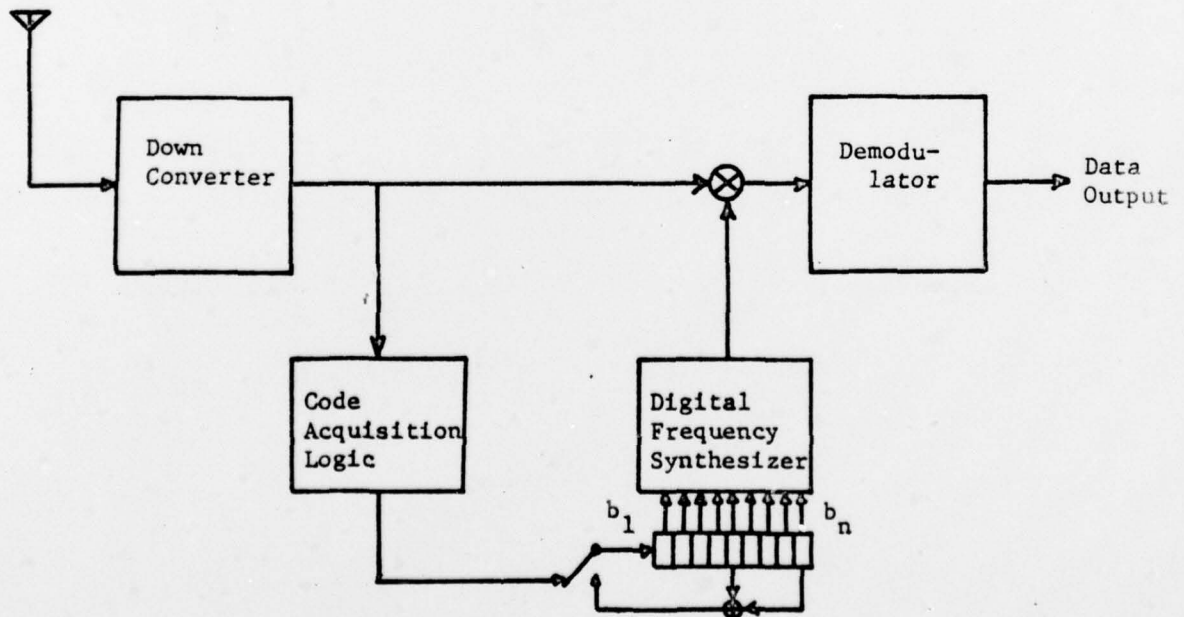 Down
Converter
Demodu-
lator
Data
Output
Code
Acquisition
Logic
Digital
Frequency
Synthesizer
b1
bn